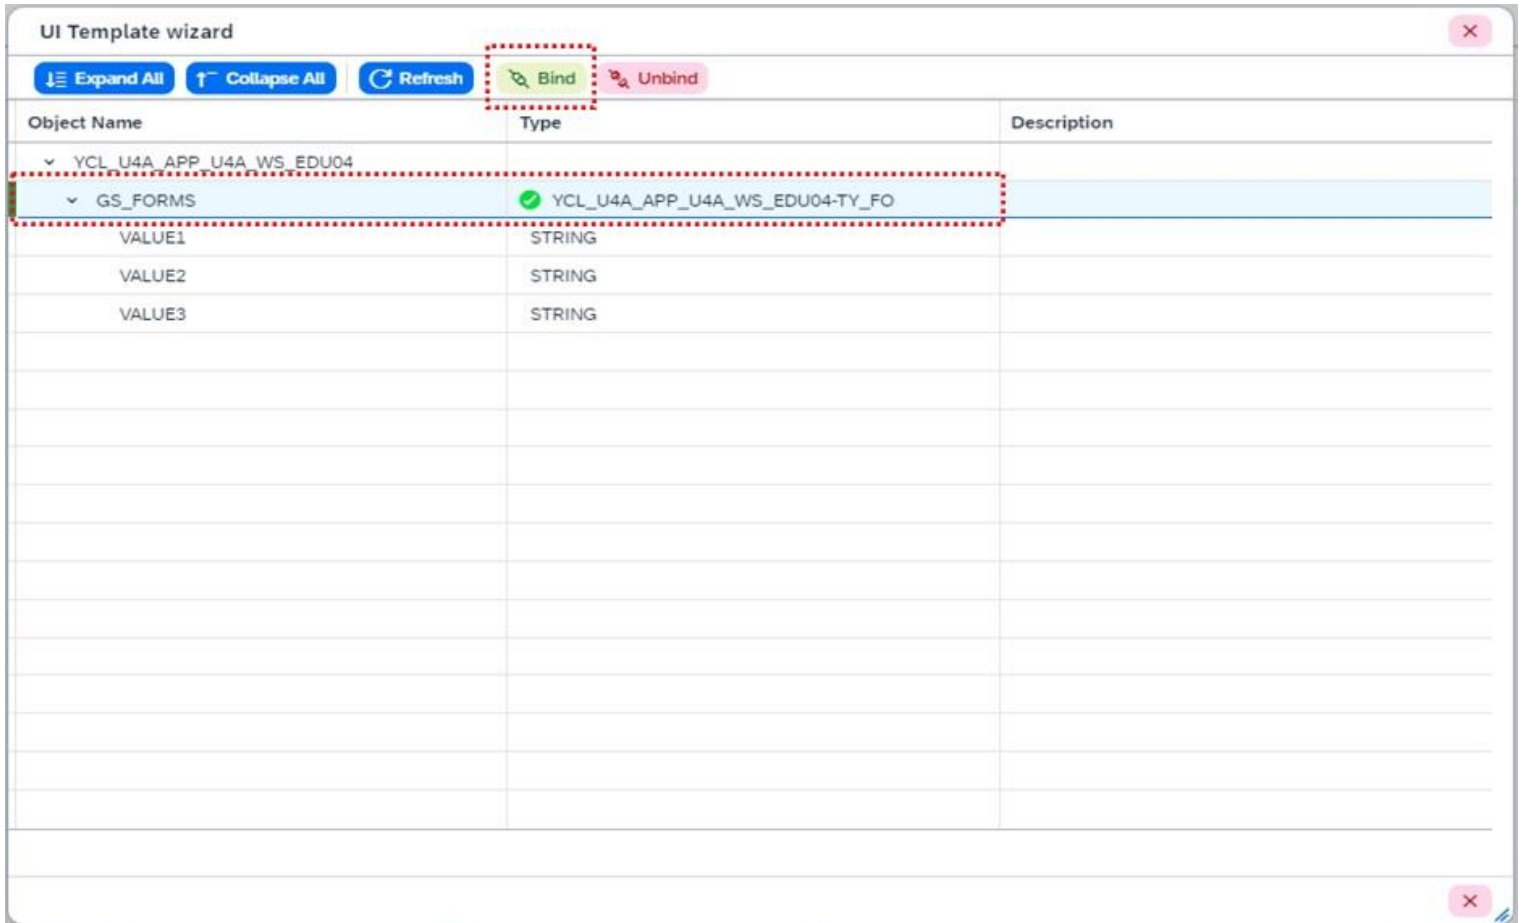 UI Template wizard
Expand All Collapse All Refresh Bind Unbind
Object Name Type Description
YCL_U4A_APP_U4A_WS_EDU04
GS_FORMS YCL_U4A_APP_U4A_WS_EDU04-TY_FO
VALUE1 STRING
VALUE2 STRING
VALUE3 STRING